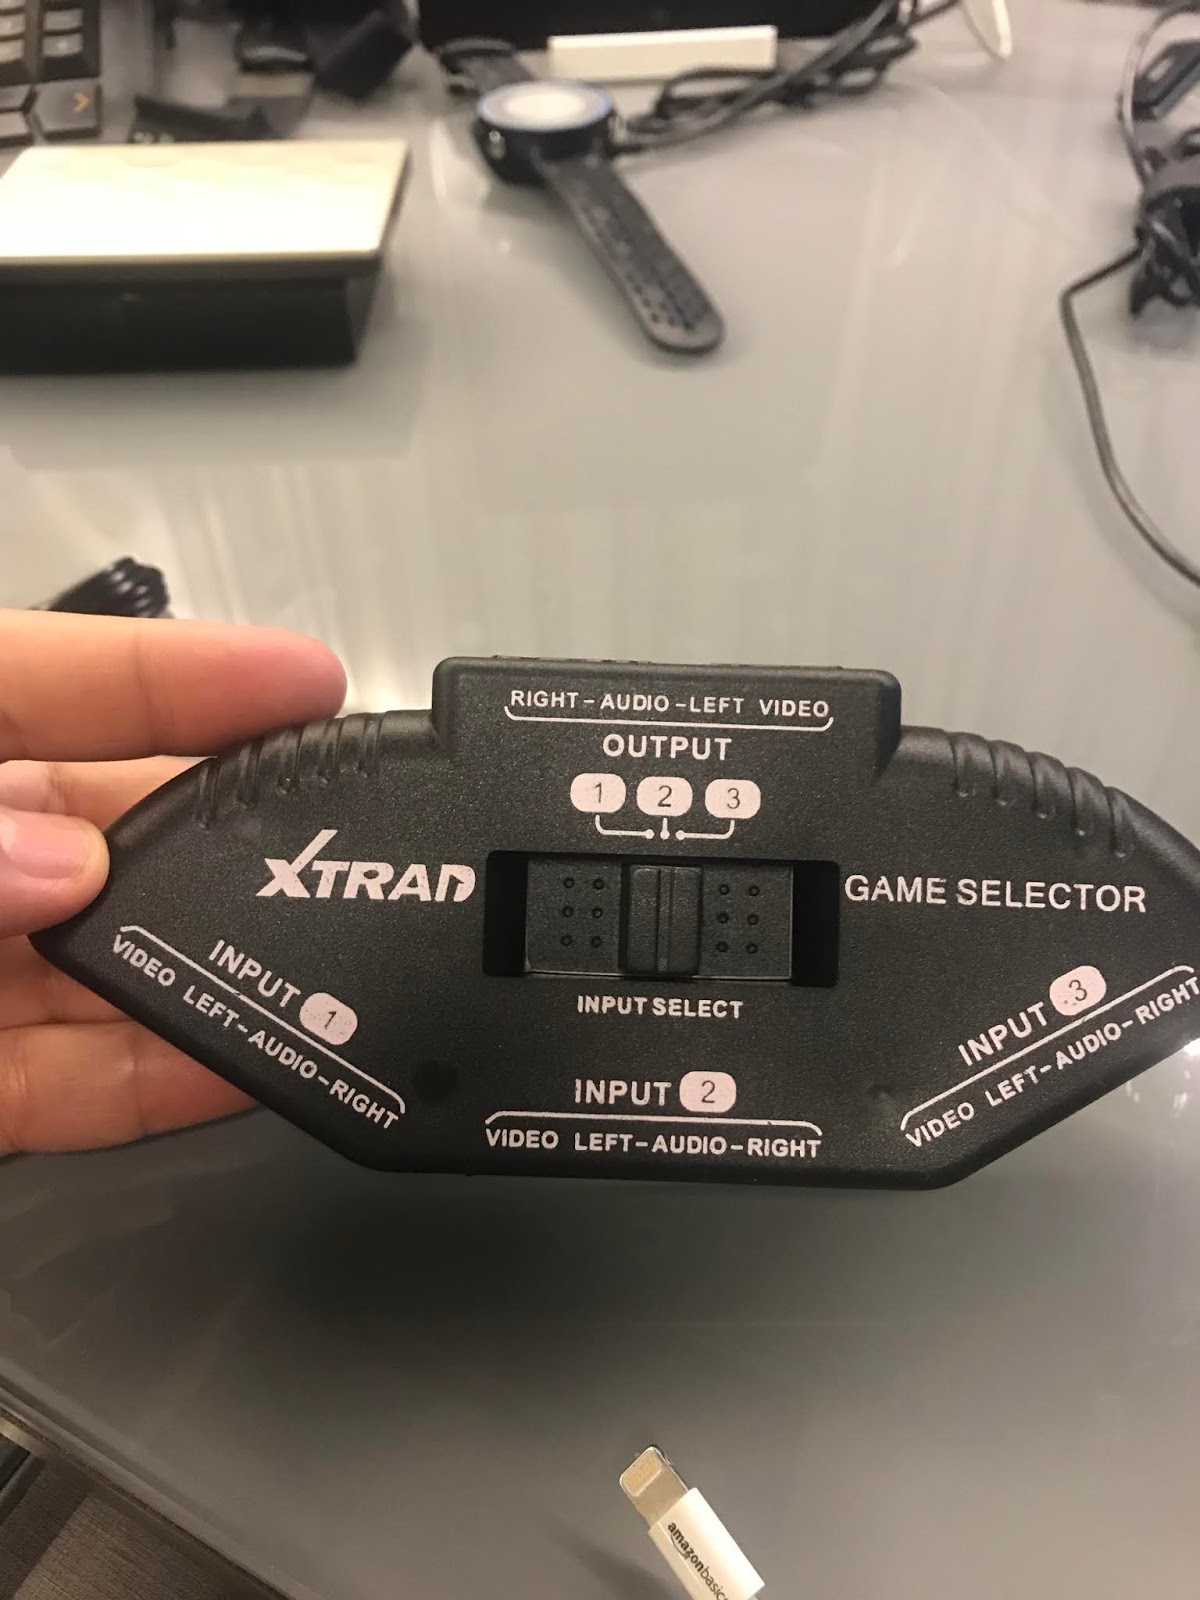 RIGHT-AUDIO-LEFT VIDEO
OUTPUT
1 2 3
XTRAD
GAME SELECTOR
INPUT SELECT
INPUT 1
VIDEO LEFT-AUDIO-RIGHT
INPUT 2
VIDEO LEFT-AUDIO-RIGHT
INPUT 3
VIDEO LEFT-AUDIO-RIGHT
amazonbasics